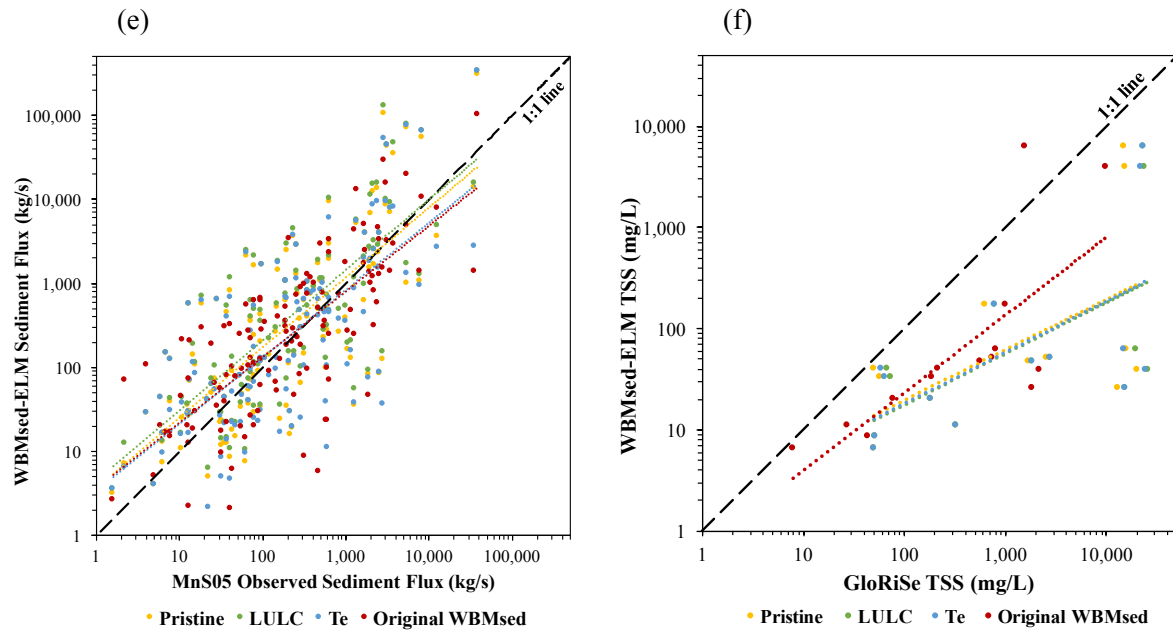 (e)
WBMsed-ELM Sediment Flux (kg/s)
100,000
10,000
1,000
100
10
1
1:1 line
1 10 100 1,000 10,000 100,000
MnS05 Observed Sediment Flux (kg/s)
Pristine LULC Te Original WBMsed
(f)
WBMsed-ELM TSS (mg/L)
10,000
1,000
100
10
1
1:1 line
1 10 100 1,000 10,000
GloRiSe TSS (mg/L)
Pristine LULC Te Original WBMsed